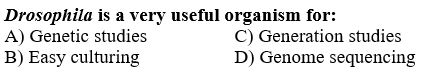 Drosophila is a very useful organism for:
A) Genetic studies C) Generation studies
B) Easy culturing D) Genome sequencing